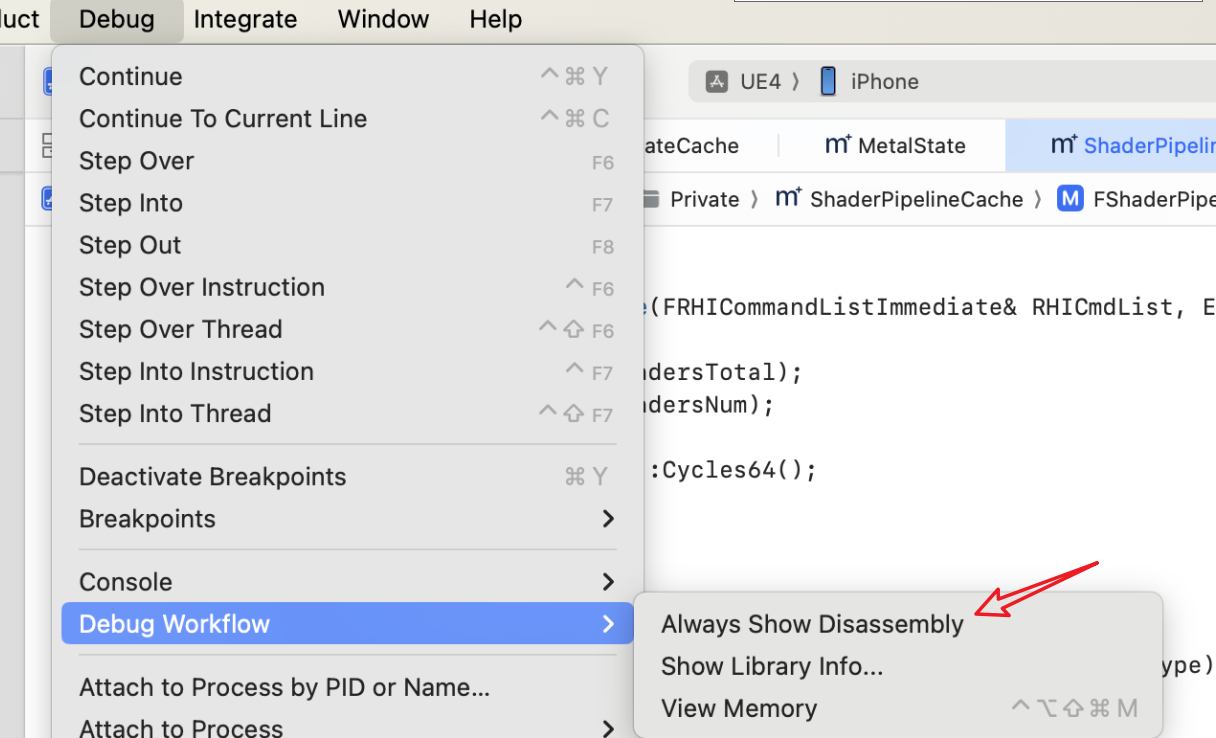 Debug Integrate Window Help
Continue ^⌘ Y
Continue To Current Line ^⌘ C
Step Over F6
Step Into F7
Step Out F8
Step Over Instruction ^ F6
Step Over Thread ^⇧ F6
Step Into Instruction ^ F7
Step Into Thread ^⇧ F7
Deactivate Breakpoints ⌘ Y
Breakpoints
Console
Debug Workflow
Attach to Process by PID or Name...
Attach to Process
Always Show Disassembly
Show Library Info...
View Memory ^⌥⇧⌘ M
UE4 〉 iPhone
ateCache MetalState ShaderPipelin
Private 〉 ShaderPipelineCache 〉 M FShaderPipe
(FRHICommandListImmediate& RHICmdList, E
dersTotal);
dersNum);
:Cycles64();
ype)